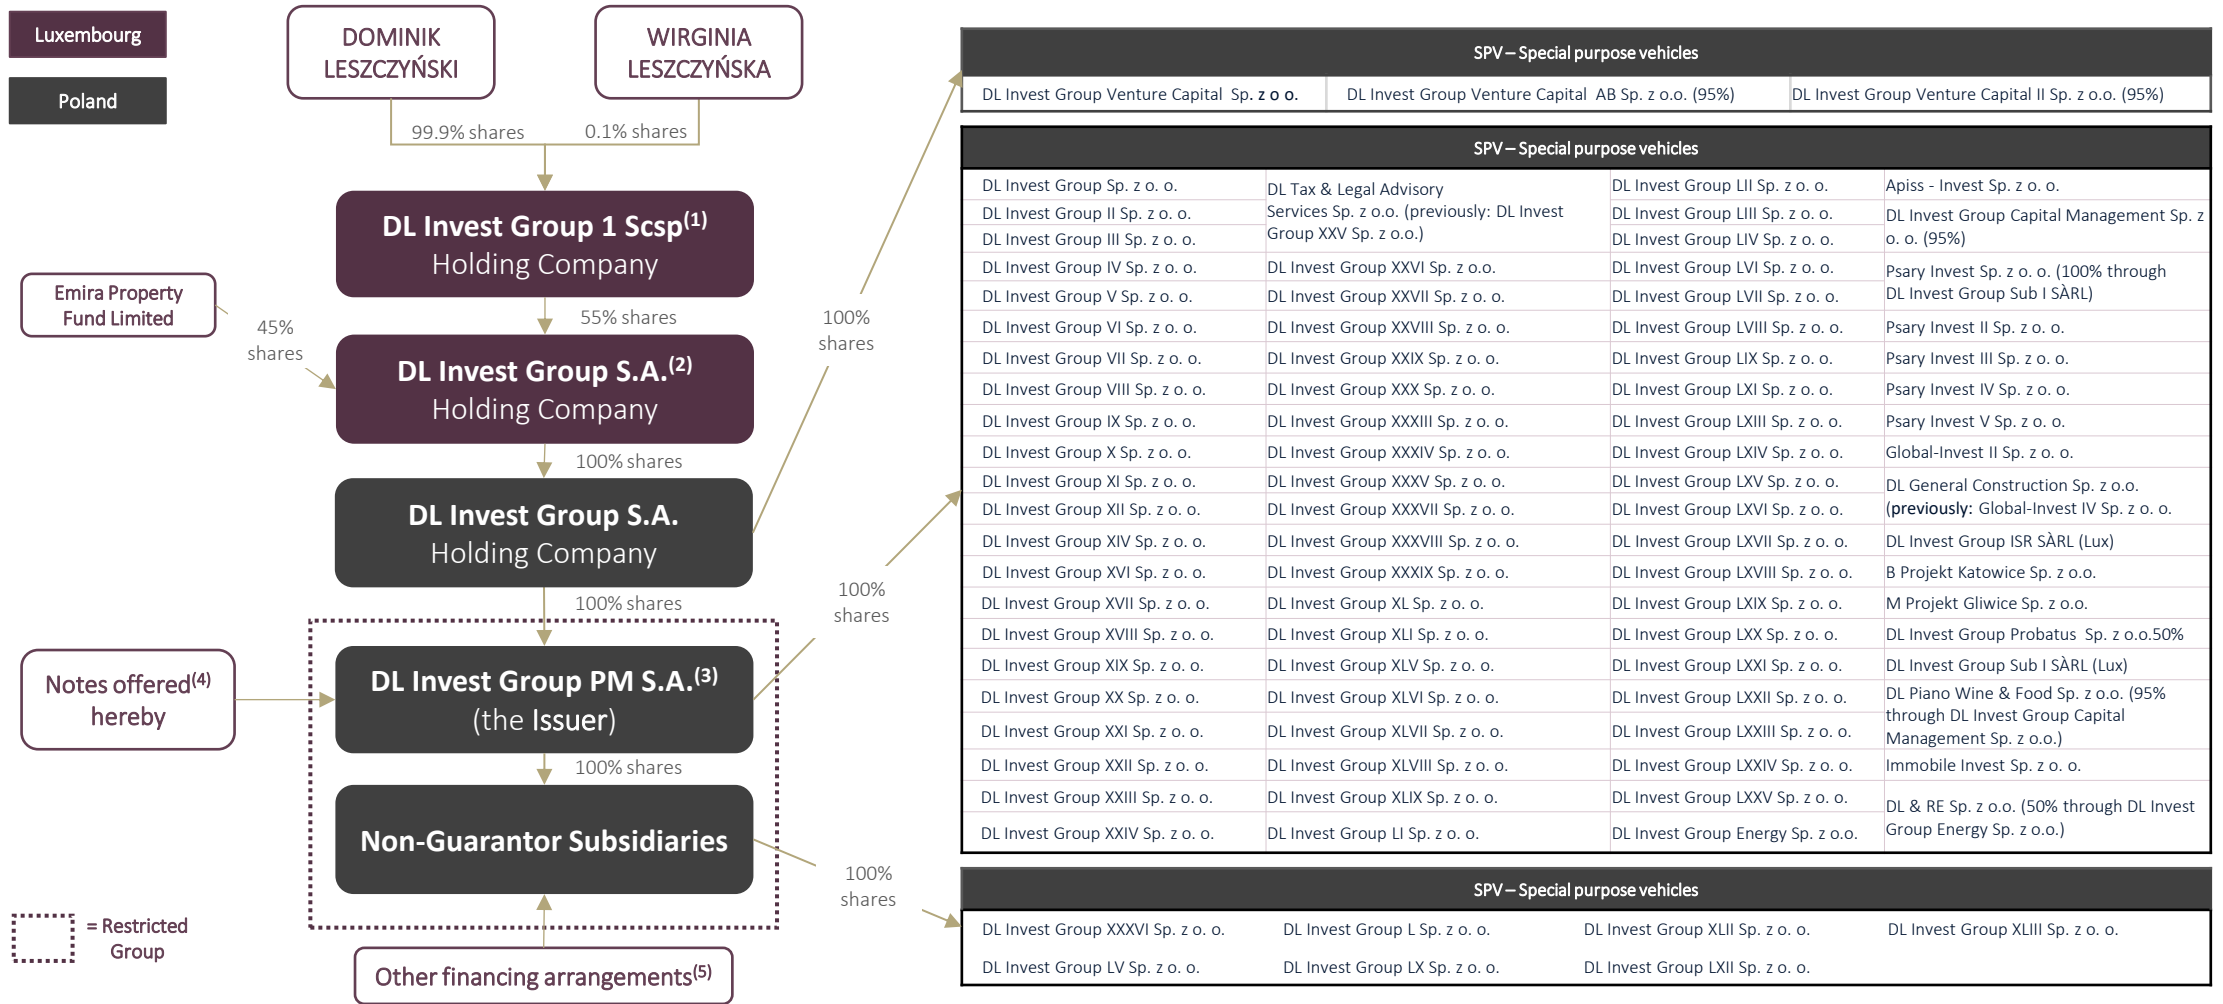 Luxembourg
Poland
DOMINIK
LESZCZYŃSKI
WIRGINIA
LESZCZYŃSKA
99.9% shares
0.1% shares
DL Invest Group 1 Scsp(1)
Holding Company
Emira Property
Fund Limited
45%
shares
55% shares
DL Invest Group S.A.(2)
Holding Company
100% shares
DL Invest Group S.A.
Holding Company
100%
shares
100% shares
100%
shares
Notes offered(4)
hereby
DL Invest Group PM S.A.(3)
(the Issuer)
100% shares
Non-Guarantor Subsidiaries
100%
shares
= Restricted
Group
Other financing arrangements(5)
SPV – Special purpose vehicles
DL Invest Group Venture Capital Sp. z o o.
DL Invest Group Venture Capital AB Sp. z o.o. (95%)
DL Invest Group Venture Capital II Sp. z o.o. (95%)
SPV – Special purpose vehicles
DL Invest Group Sp. z o. o.
DL Invest Group II Sp. z o. o.
DL Invest Group III Sp. z o. o.
DL Invest Group IV Sp. z o. o.
DL Invest Group V Sp. z o. o.
DL Invest Group VI Sp. z o. o.
DL Invest Group VII Sp. z o. o.
DL Invest Group VIII Sp. z o. o.
DL Invest Group IX Sp. z o. o.
DL Invest Group X Sp. z o. o.
DL Invest Group XI Sp. z o. o.
DL Invest Group XII Sp. z o. o.
DL Invest Group XIV Sp. z o. o.
DL Invest Group XVI Sp. z o. o.
DL Invest Group XVII Sp. z o. o.
DL Invest Group XVIII Sp. z o. o.
DL Invest Group XIX Sp. z o. o.
DL Invest Group XX Sp. z o. o.
DL Invest Group XXI Sp. z o. o.
DL Invest Group XXII Sp. z o. o.
DL Invest Group XXIII Sp. z o. o.
DL Invest Group XXIV Sp. z o. o.
DL Tax & Legal Advisory
Services Sp. z o.o. (previously: DL Invest
Group XXV Sp. z o.o.)
DL Invest Group XXVI Sp. z o.o.
DL Invest Group XXVII Sp. z o. o.
DL Invest Group XXVIII Sp. z o. o.
DL Invest Group XXIX Sp. z o. o.
DL Invest Group XXX Sp. z o. o.
DL Invest Group XXXIII Sp. z o. o.
DL Invest Group XXXIV Sp. z o. o.
DL Invest Group XXXV Sp. z o. o.
DL Invest Group XXXVII Sp. z o. o.
DL Invest Group XXXVIII Sp. z o. o.
DL Invest Group XXXIX Sp. z o. o.
DL Invest Group XL Sp. z o. o.
DL Invest Group XLI Sp. z o. o.
DL Invest Group XLV Sp. z o. o.
DL Invest Group XLVI Sp. z o. o.
DL Invest Group XLVII Sp. z o. o.
DL Invest Group XLVIII Sp. z o. o.
DL Invest Group XLIX Sp. z o. o.
DL Invest Group LI Sp. z o. o.
DL Invest Group LII Sp. z o. o.
DL Invest Group LIII Sp. z o. o.
DL Invest Group LIV Sp. z o. o.
DL Invest Group LVI Sp. z o. o.
DL Invest Group LVII Sp. z o. o.
DL Invest Group LVIII Sp. z o. o.
DL Invest Group LIX Sp. z o. o.
DL Invest Group LXI Sp. z o. o.
DL Invest Group LXIII Sp. z o. o.
DL Invest Group LXIV Sp. z o. o.
DL Invest Group LXV Sp. z o. o.
DL Invest Group LXVI Sp. z o. o.
DL Invest Group LXVII Sp. z o. o.
DL Invest Group LXVIII Sp. z o. o.
DL Invest Group LXIX Sp. z o. o.
DL Invest Group LXX Sp. z o. o.
DL Invest Group LXXI Sp. z o. o.
DL Invest Group LXXII Sp. z o. o.
DL Invest Group LXXIII Sp. z o. o.
DL Invest Group LXXIV Sp. z o. o.
DL Invest Group LXXV Sp. z o. o.
DL Invest Group Energy Sp. z o.o.
Apiss - Invest Sp. z o. o.
DL Invest Group Capital Management Sp. z
o. o. (95%)
Psary Invest Sp. z o. o. (100% through
DL Invest Group Sub I SÀRL)
Psary Invest II Sp. z o. o.
Psary Invest III Sp. z o. o.
Psary Invest IV Sp. z o. o.
Psary Invest V Sp. z o. o.
Global-Invest II Sp. z o. o.
DL General Construction Sp. z o.o.
(previously: Global-Invest IV Sp. z o. o.
DL Invest Group ISR SÀRL (Lux)
B Projekt Katowice Sp. z o.o.
M Projekt Gliwice Sp. z o.o.
DL Invest Group Probatus Sp. z o.o.50%
DL Invest Group Sub I SÀRL (Lux)
DL Piano Wine & Food Sp. z o.o. (95%
through DL Invest Group Capital
Management Sp. z o.o.)
Immobile Invest Sp. z o. o.
DL & RE Sp. z o.o. (50% through DL Invest
Group Energy Sp. z o.o.)
SPV – Special purpose vehicles
DL Invest Group XXXVI Sp. z o. o.
DL Invest Group L Sp. z o. o.
DL Invest Group XLII Sp. z o. o.
DL Invest Group XLIII Sp. z o. o.
DL Invest Group LV Sp. z o. o.
DL Invest Group LX Sp. z o. o.
DL Invest Group LXII Sp. z o. o.